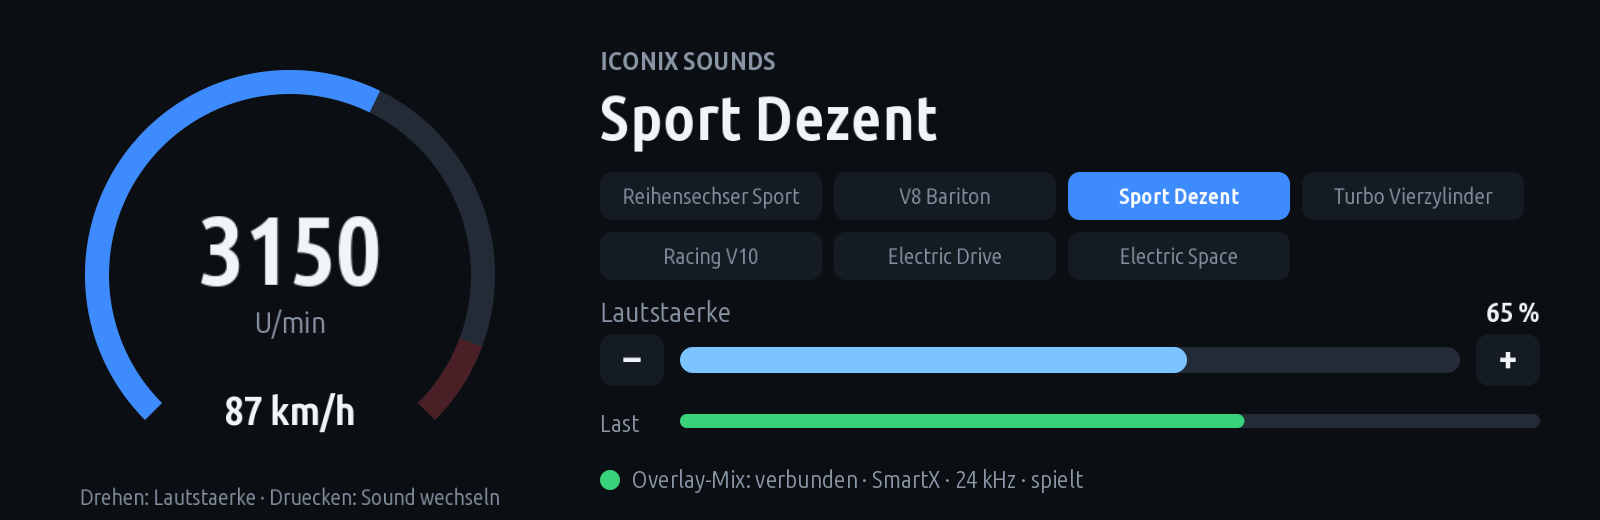 3150
U/min
87 km/h
Drehen: Lautstaerke · Druecken: Sound wechseln
ICONIX SOUNDS
Sport Dezent
Reihensechser Sport
V8 Bariton
Sport Dezent
Turbo Vierzylinder
Racing V10
Electric Drive
Electric Space
Lautstaerke
65 %
−
+
Last
Overlay-Mix: verbunden · SmartX · 24 kHz · spielt